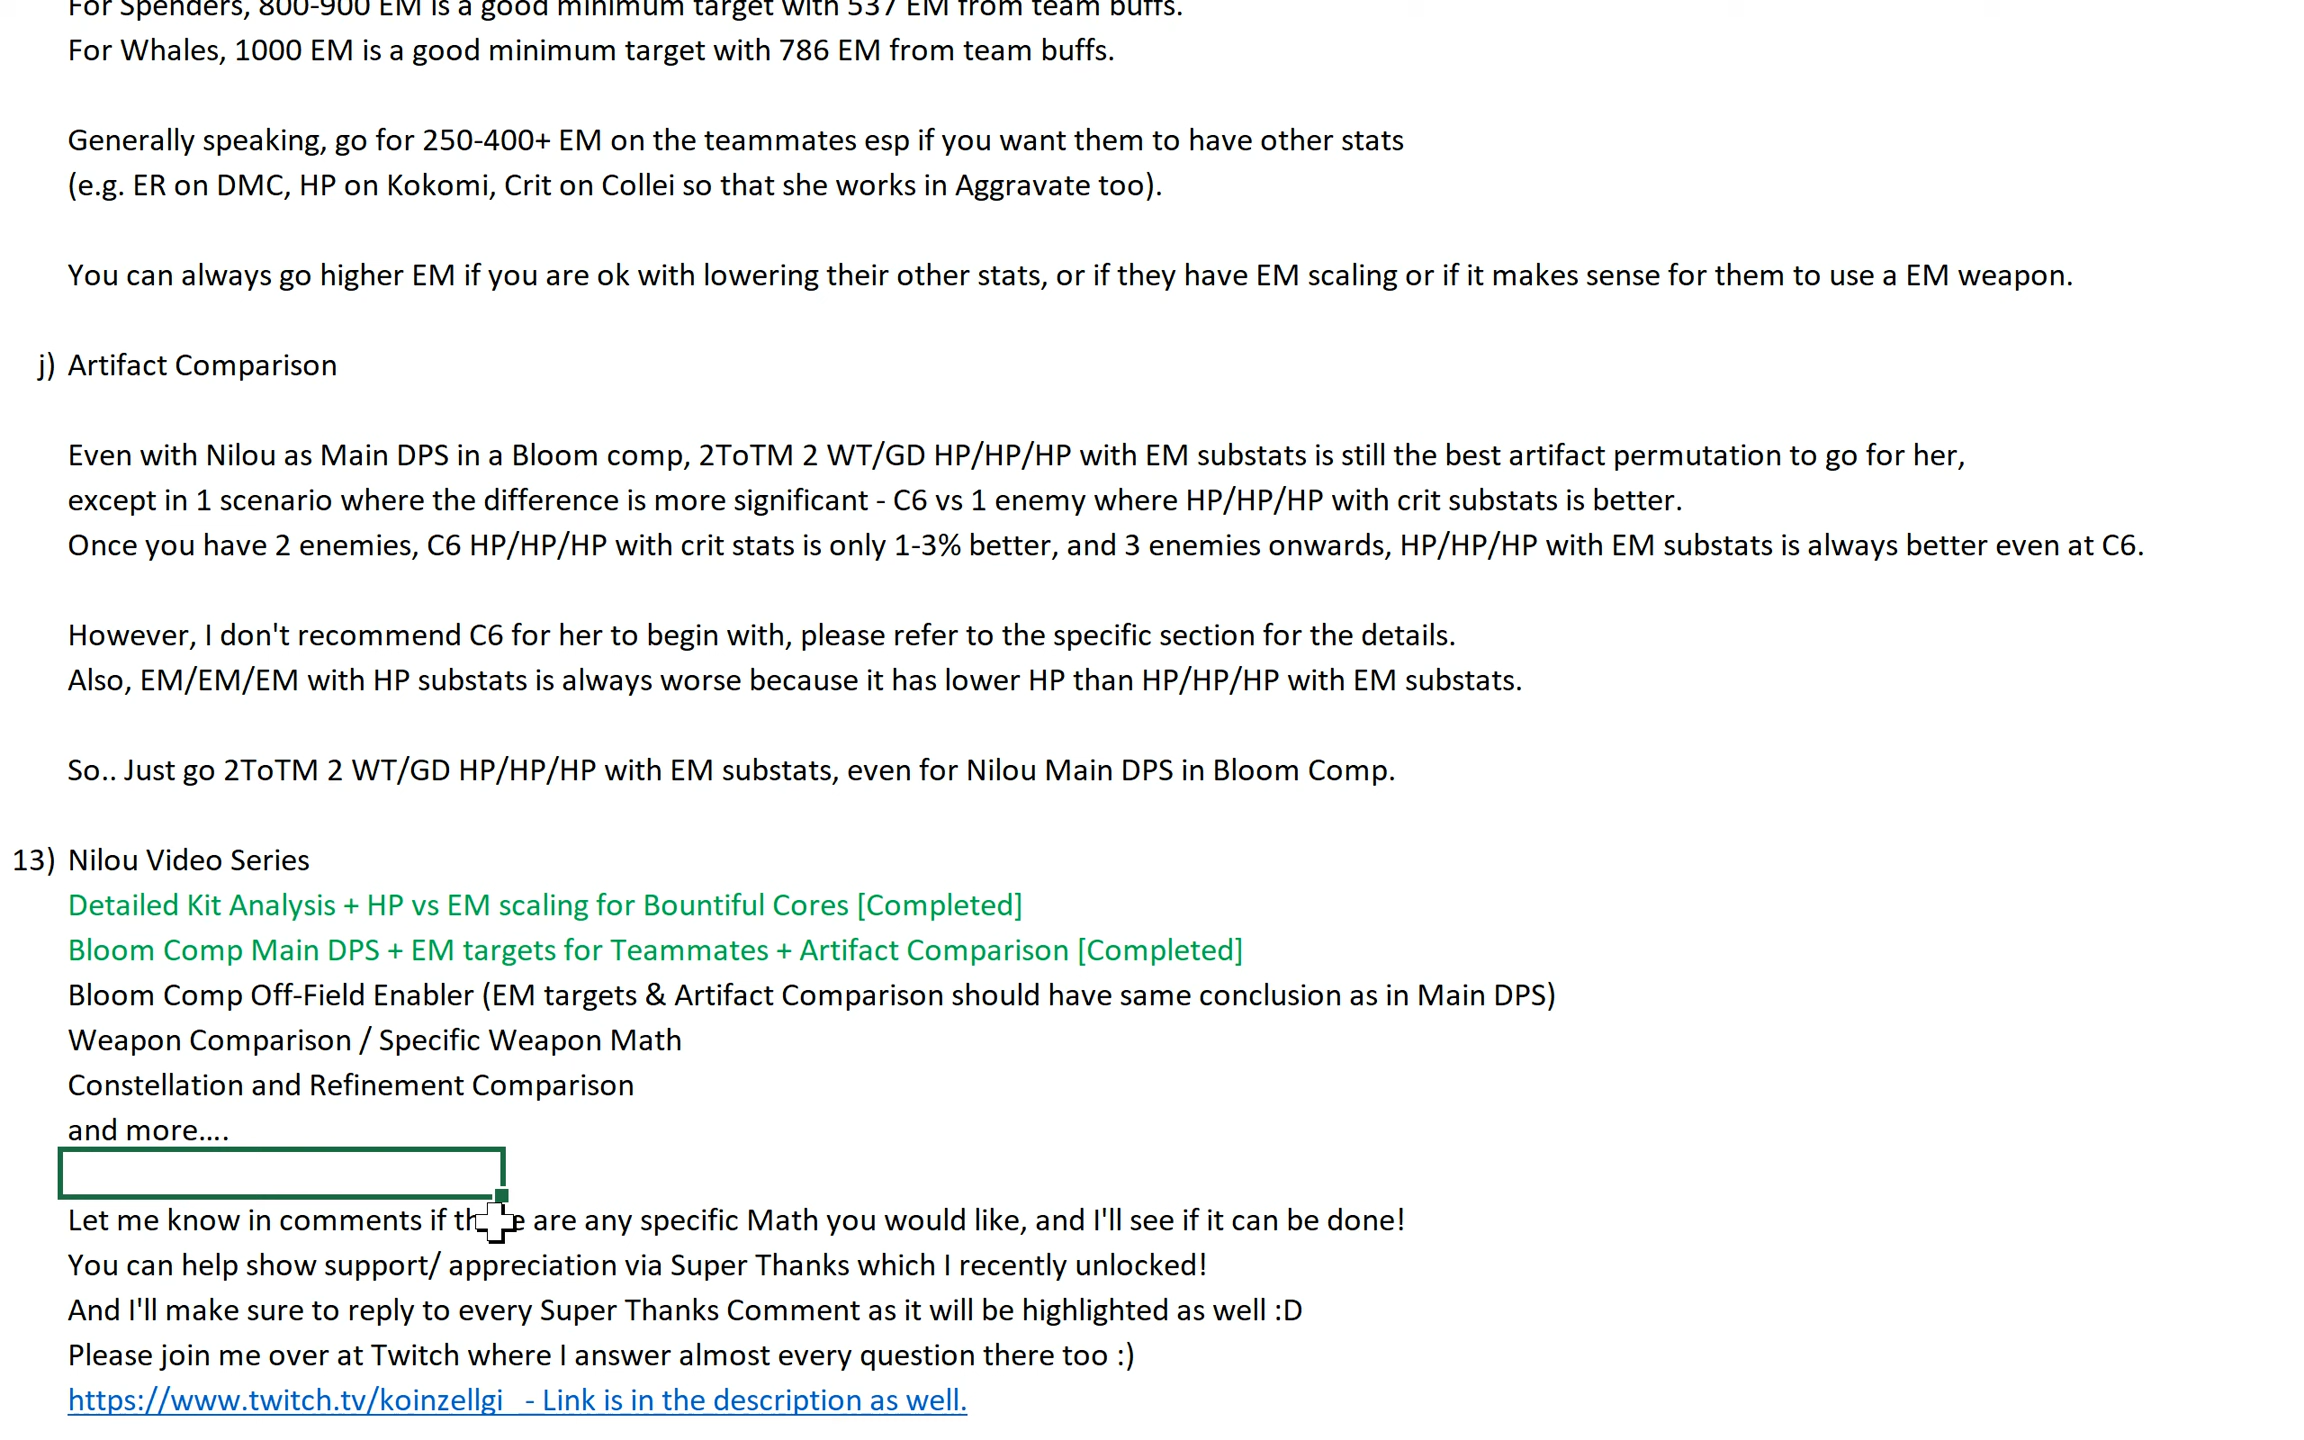 For Spenders, 800-900 EM is a good minimum target with 537 EM from team buffs.
For Whales, 1000 EM is a good minimum target with 786 EM from team buffs.
Generally speaking, go for 250-400+ EM on the teammates esp if you want them to have other stats
(e.g. ER on DMC, HP on Kokomi, Crit on Collei so that she works in Aggravate too).
You can always go higher EM if you are ok with lowering their other stats, or if they have EM scaling or if it makes sense for them to use a EM weapon.
j) Artifact Comparison
Even with Nilou as Main DPS in a Bloom comp, 2ToTM 2 WT/GD HP/HP/HP with EM substats is still the best artifact permutation to go for her,
except in 1 scenario where the difference is more significant - C6 vs 1 enemy where HP/HP/HP with crit substats is better.
Once you have 2 enemies, C6 HP/HP/HP with crit stats is only 1-3% better, and 3 enemies onwards, HP/HP/HP with EM substats is always better even at C6.
However, I don't recommend C6 for her to begin with, please refer to the specific section for the details.
Also, EM/EM/EM with HP substats is always worse because it has lower HP than HP/HP/HP with EM substats.
So.. Just go 2ToTM 2 WT/GD HP/HP/HP with EM substats, even for Nilou Main DPS in Bloom Comp.
13) Nilou Video Series
Detailed Kit Analysis + HP vs EM scaling for Bountiful Cores [Completed]
Bloom Comp Main DPS + EM targets for Teammates + Artifact Comparison [Completed]
Bloom Comp Off-Field Enabler (EM targets & Artifact Comparison should have same conclusion as in Main DPS)
Weapon Comparison / Specific Weapon Math
Constellation and Refinement Comparison
and more....
Let me know in comments if there are any specific Math you would like, and I'll see if it can be done!
You can help show support/ appreciation via Super Thanks which I recently unlocked!
And I'll make sure to reply to every Super Thanks Comment as it will be highlighted as well :D
Please join me over at Twitch where I answer almost every question there too :)
https://www.twitch.tv/koinzellgi - Link is in the description as well.